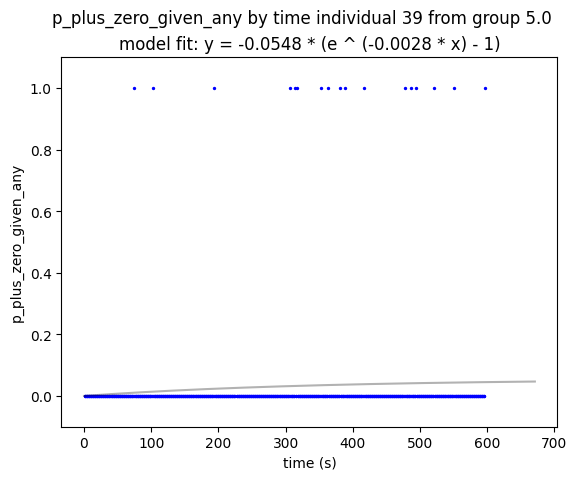 p_plus_zero_given_any by time individual 39 from group 5.0
model fit: y = -0.0548 * (e ^ (-0.0028 * x) - 1)
1.0
0.8
0.6
0.4
0.2
0.0
p_plus_zero_given_any
0 100 200 300 400 500 600 700
time (s)